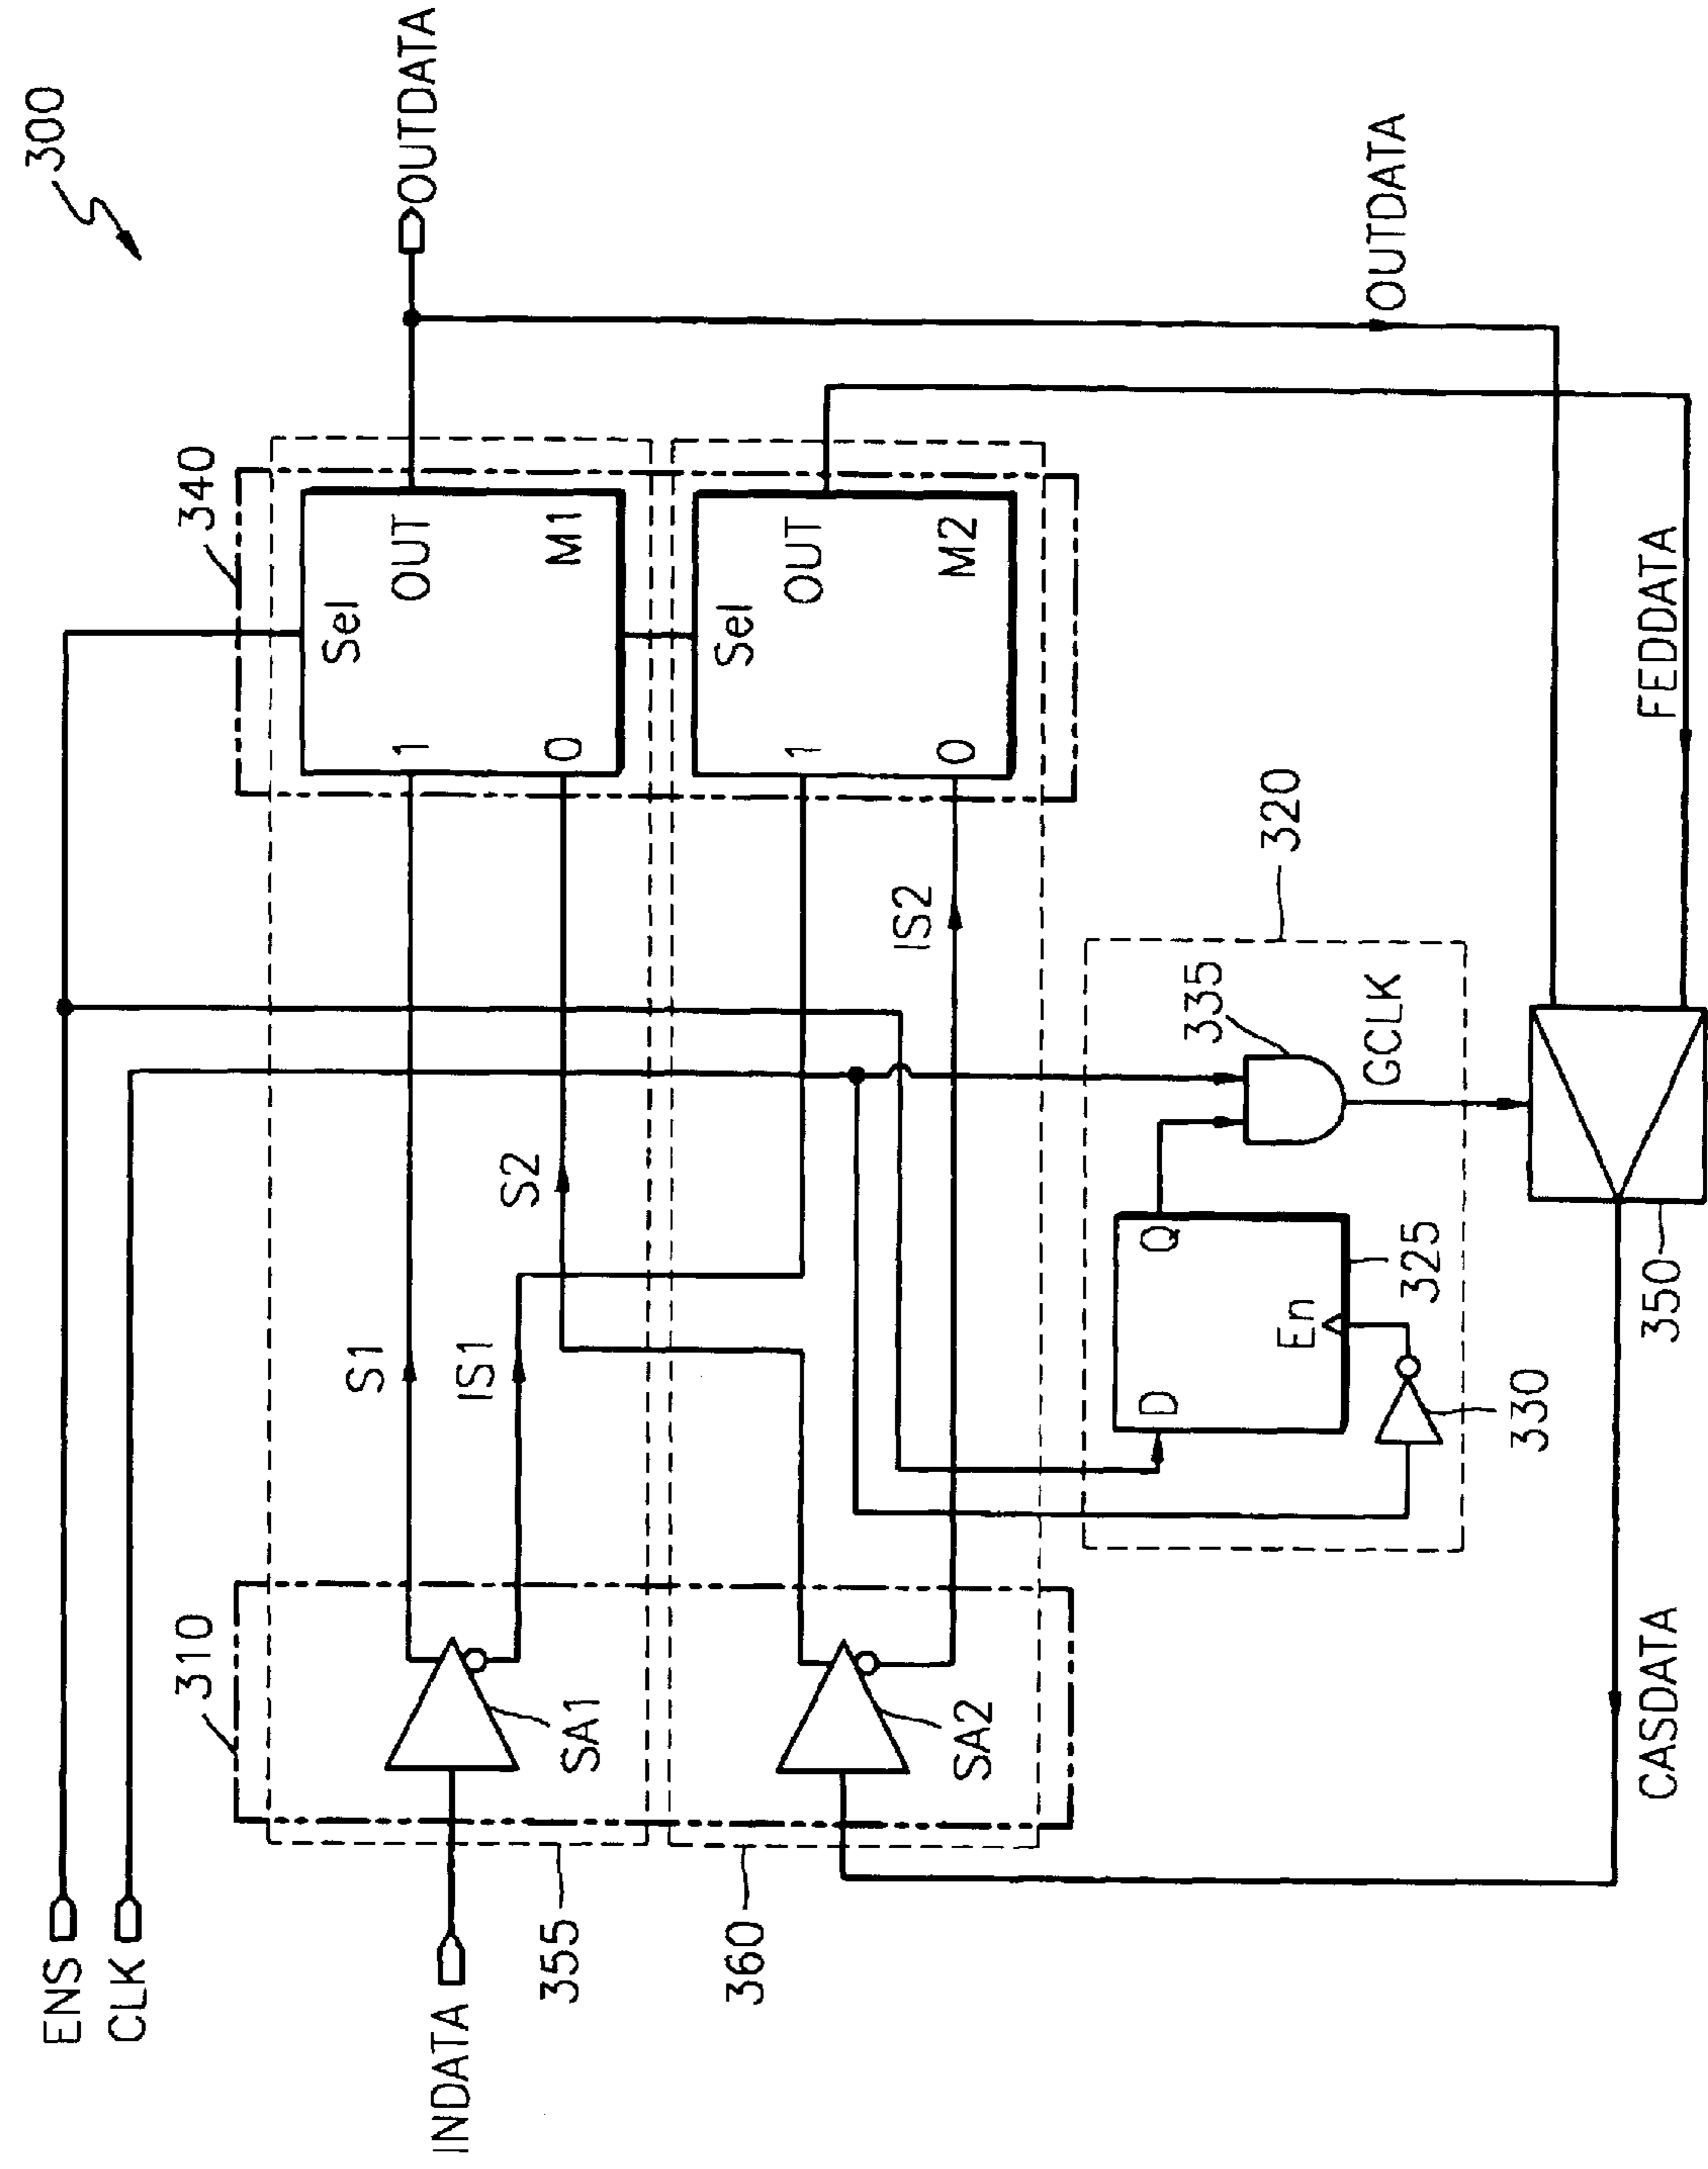 300
ENS
CLK
INDATA
310
SA1
SA2
355
360
S1
IS1
S2
IS2
340
Sel
1
OUT
0
M1
Sel
1
OUT
0
M2
OUTDATA
OUTDATA
FEDDATA
320
335
GCLK
D
Q
En
325
330
350
CASDATA